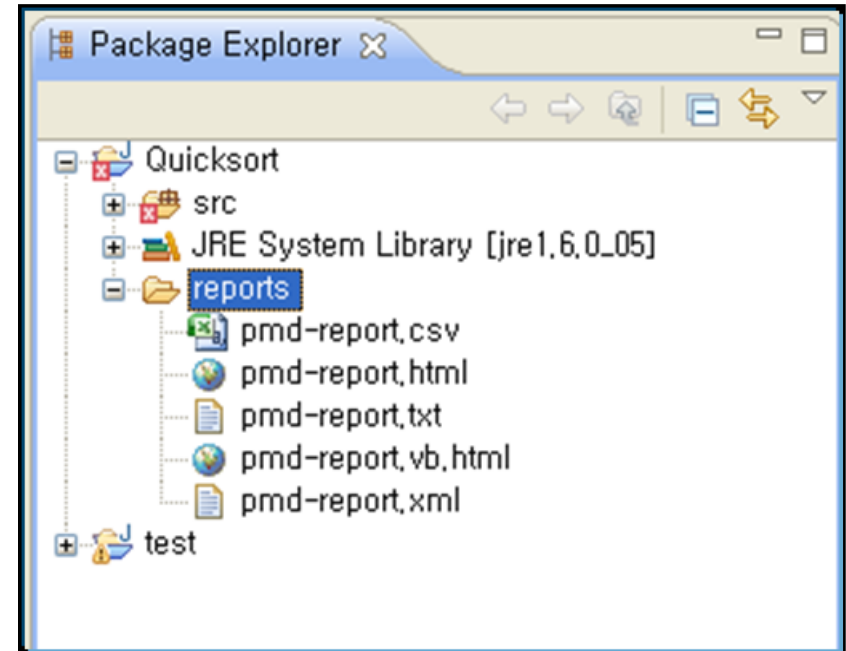 Package Explorer
Quicksort
src
JRE System Library [jre1.6.0_05]
reports
pmd-report.csv
pmd-report.html
pmd-report.txt
pmd-report.vb.html
pmd-report.xml
test